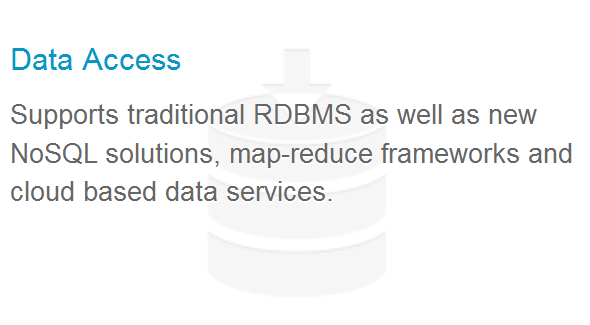 Data Access
Supports traditional RDBMS as well as new
NoSQL solutions, map-reduce frameworks and
cloud based data services.